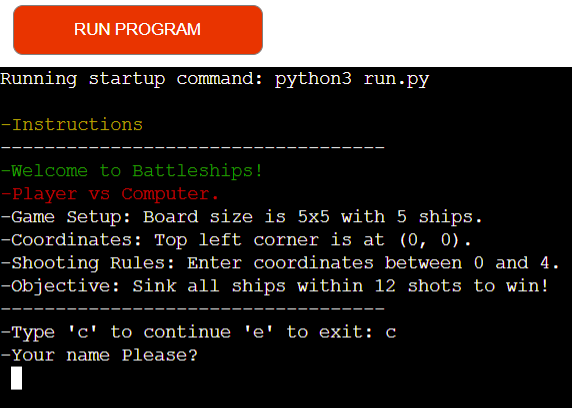 RUN PROGRAM
Running startup command: python3 run.py
-Instructions
-----------------------------------
-Welcome to Battleships!
-Player vs Computer.
-Game Setup: Board size is 5x5 with 5 ships.
-Coordinates: Top left corner is at (0, 0).
-Shooting Rules: Enter coordinates between 0 and 4.
-Objective: Sink all ships within 12 shots to win!
-----------------------------------
-Type 'c' to continue 'e' to exit: c
-Your name Please?